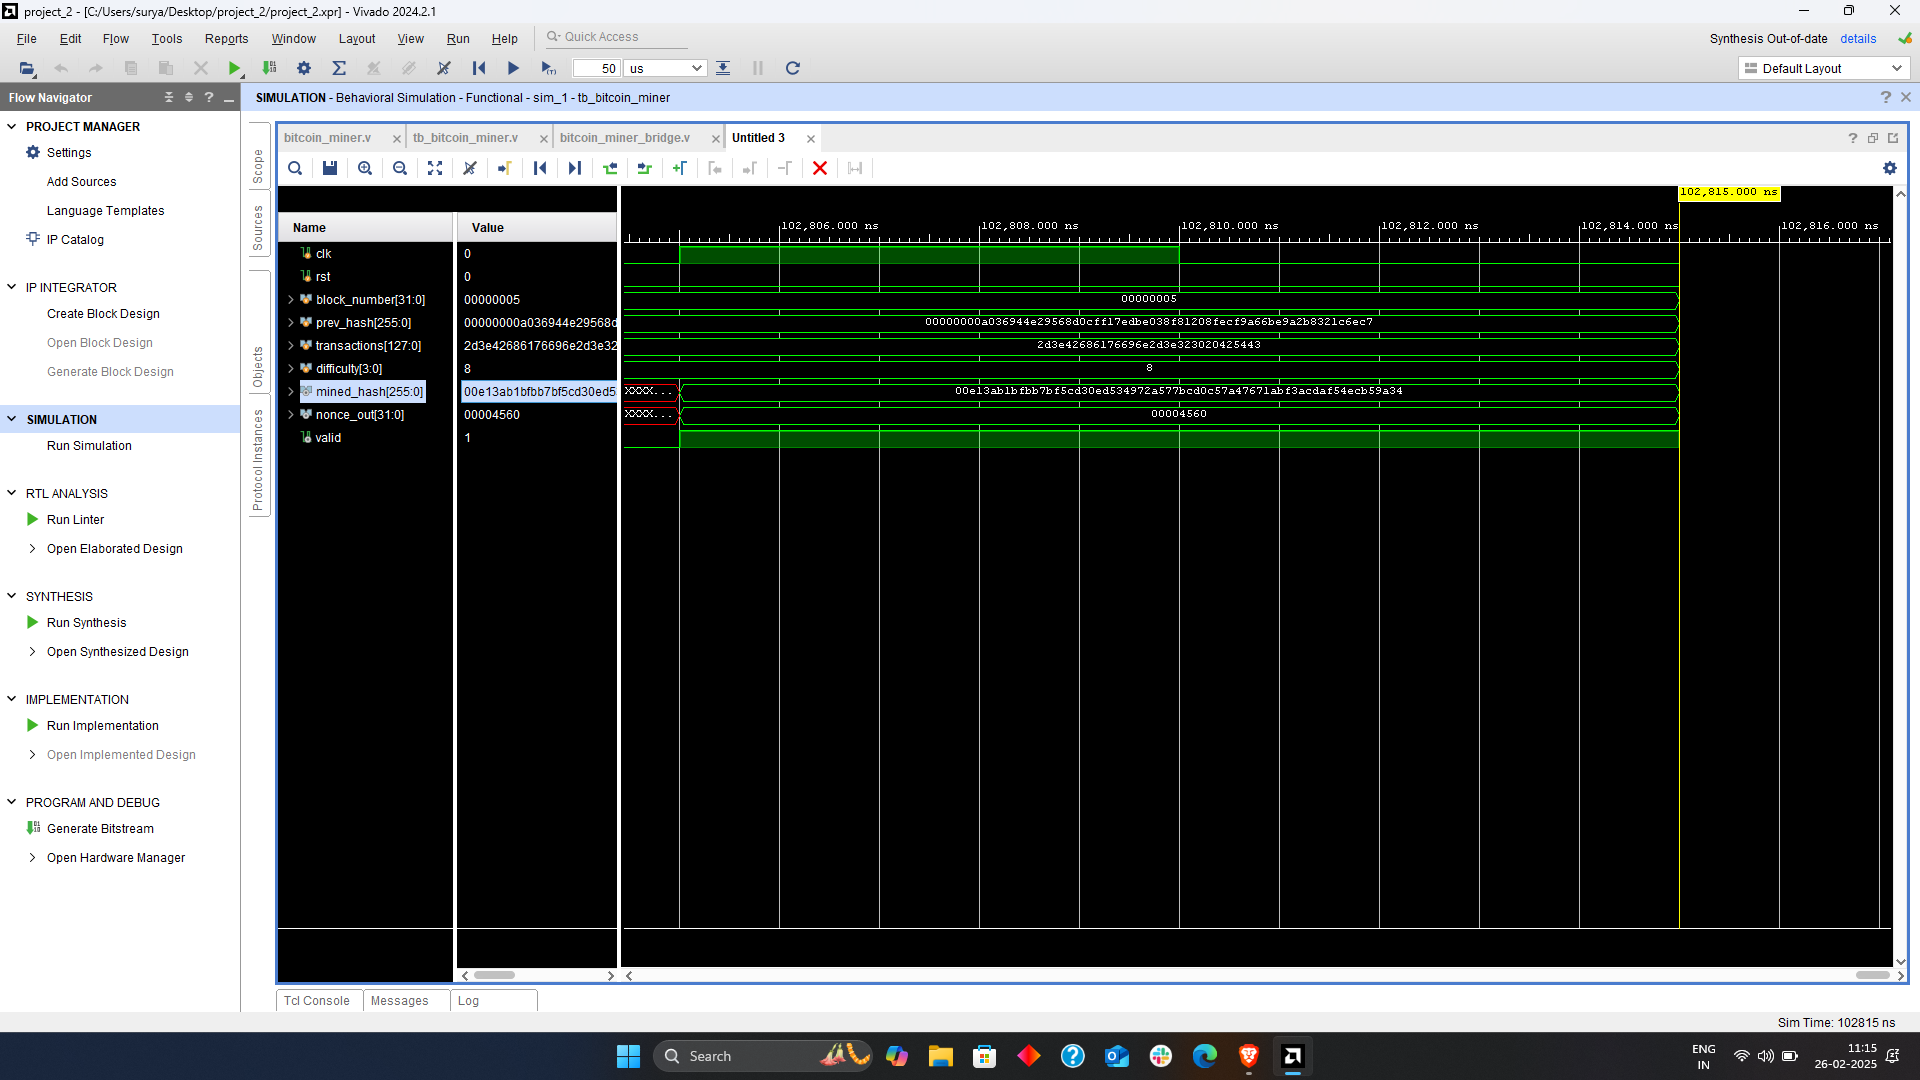 project_2 - [C:/Users/surya/Desktop/project_2/project_2.xpr] - Vivado 2024.2.1
File Edit Flow Tools Reports Window Layout View Run Help Quick Access
Synthesis Out-of-date details
50 us
Default Layout
Flow Navigator
SIMULATION - Behavioral Simulation - Functional - sim_1 - tb_bitcoin_miner
PROJECT MANAGER
Settings
Add Sources
Language Templates
IP Catalog
IP INTEGRATOR
Create Block Design
Open Block Design
Generate Block Design
SIMULATION
Run Simulation
RTL ANALYSIS
Run Linter
Open Elaborated Design
SYNTHESIS
Run Synthesis
Open Synthesized Design
IMPLEMENTATION
Run Implementation
Open Implemented Design
PROGRAM AND DEBUG
Generate Bitstream
Open Hardware Manager
Scope
Sources
Objects
Protocol Instances
bitcoin_miner.v tb_bitcoin_miner.v bitcoin_miner_bridge.v Untitled 3
102,815.000 ns
Name Value
102,806.000 ns 102,808.000 ns 102,810.000 ns 102,812.000 ns 102,814.000 ns 102,816.000 ns
clk 0
rst 0
block_number[31:0] 00000005 00000005
prev_hash[255:0] 00000000a036944e29568d 00000000a036944e29568d0cff17edbe038f81208fecf9a66be9a2b8321c6ec7
transactions[127:0] 2d3e42686176696e2d3e32 2d3e42686176696e2d3e323020425443
difficulty[3:0] 8 8
mined_hash[255:0] 00e13ab1bfbb7bf5cd30ed5 XXXX... 00e13ab1bfbb7bf5cd30ed534972a577bcd0c57a47671abf3acdaf54ecb59a34
nonce_out[31:0] 00004560 XXXX... 00004560
valid 1
Tcl Console Messages Log
Sim Time: 102815 ns
Search
ENG
IN
11:15
26-02-2025